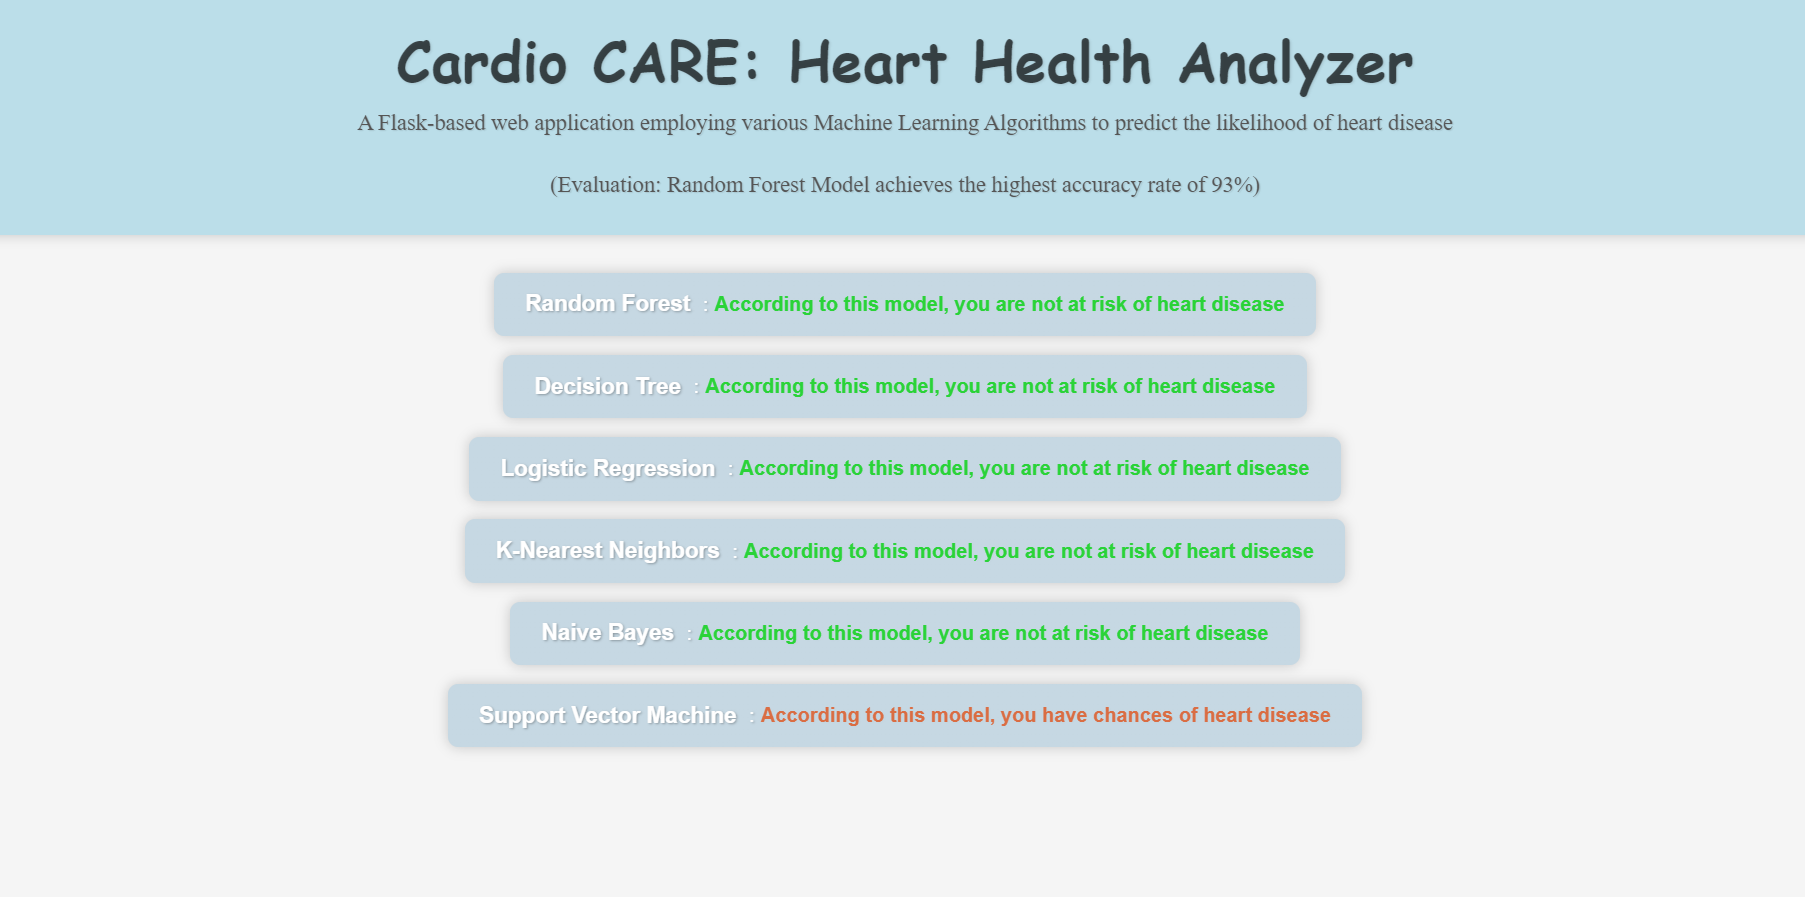 Cardio CARE: Heart Health Analyzer
A Flask-based web application employing various Machine Learning Algorithms to predict the likelihood of heart disease
(Evaluation: Random Forest Model achieves the highest accuracy rate of 93%)
Random Forest : According to this model, you are not at risk of heart disease
Decision Tree : According to this model, you are not at risk of heart disease
Logistic Regression : According to this model, you are not at risk of heart disease
K-Nearest Neighbors : According to this model, you are not at risk of heart disease
Naive Bayes : According to this model, you are not at risk of heart disease
Support Vector Machine : According to this model, you have chances of heart disease